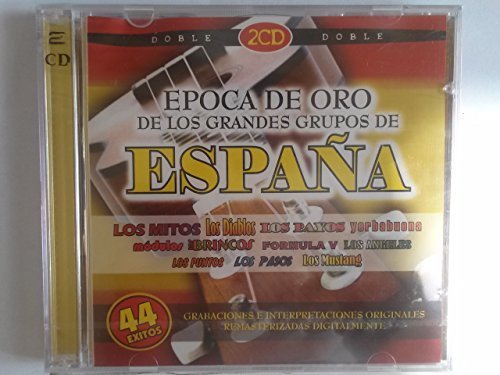 2
CD
DOBLE 2CD DOBLE
EPOCA DE ORO
DE LOS GRANDES GRUPOS DE
ESPAÑA
LOS MITOS los Diablos LOS PAYOS yerbabuena
módulos LOS BRINCOS FORMULA V LOS ANGELES
LOS PUNTOS LOS PASOS Los Mustang
44
EXITOS
GRABACIONES E INTERPRETACIONES ORIGINALES
REMASTERIZADAS DIGITALMENTE